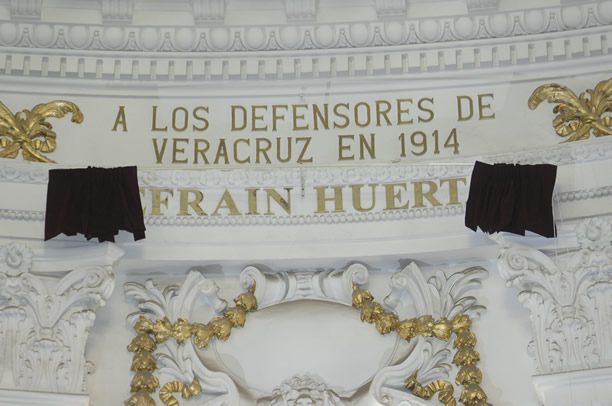 A LOS DEFENSORES DE
VERACRUZ EN 1914
EFRAIN HUERT